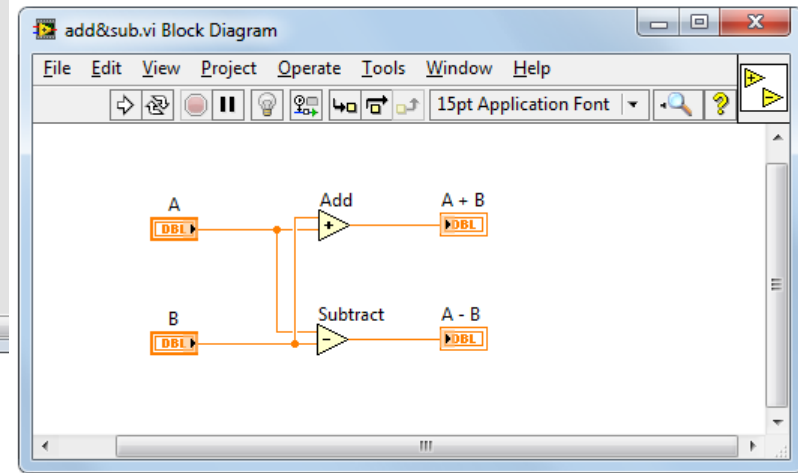 add&sub.vi Block Diagram
File Edit View Project Operate Tools Window Help
15pt Application Font
A Add A + B
DBL + DBL
B Subtract A - B
DBL - DBL